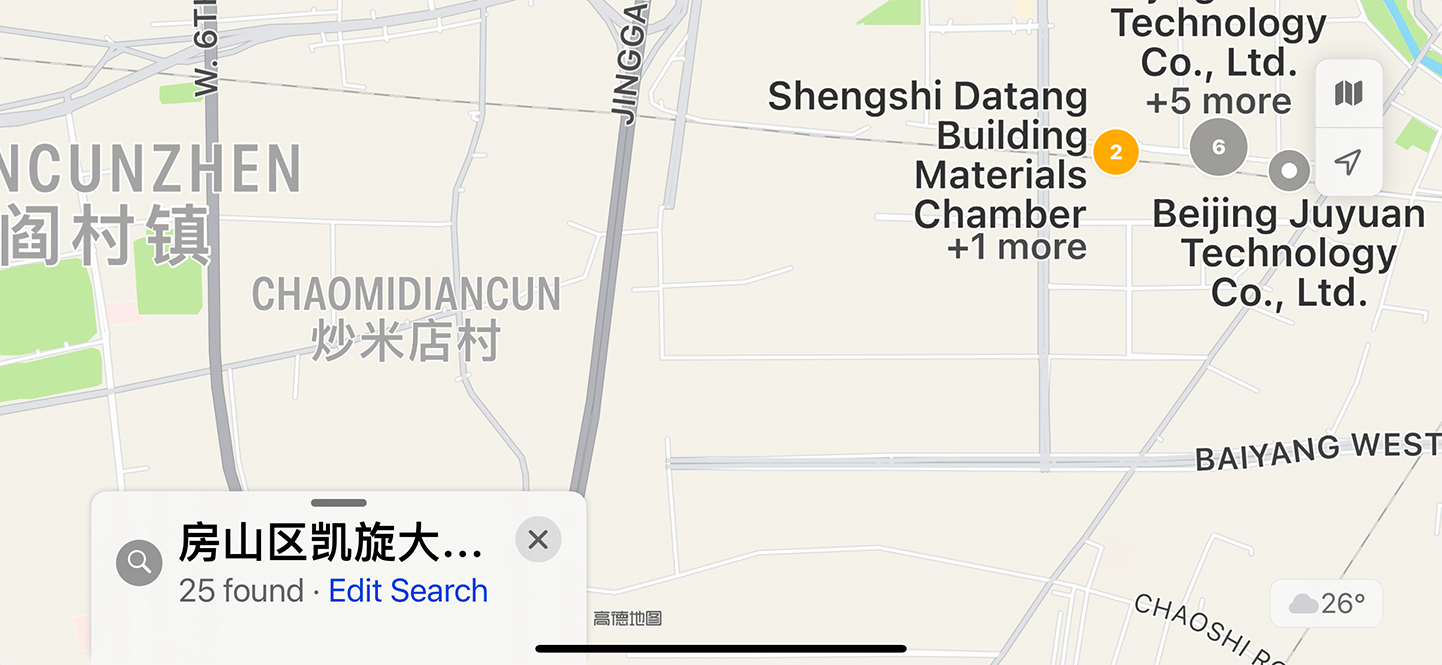 W. 6TH
JINGGA
Technology
Co., Ltd.
+5 more
Shengshi Datang
Building
Materials
Chamber
+1 more
2
6
NCUNZHEN
阎村镇
Beijing Juyuan
Technology
Co., Ltd.
CHAOMIDIANCUN
炒米店村
BAIYANG WEST
房山区凯旋大...
25 found · Edit Search
高德地图
26°
CHAOSHI RO